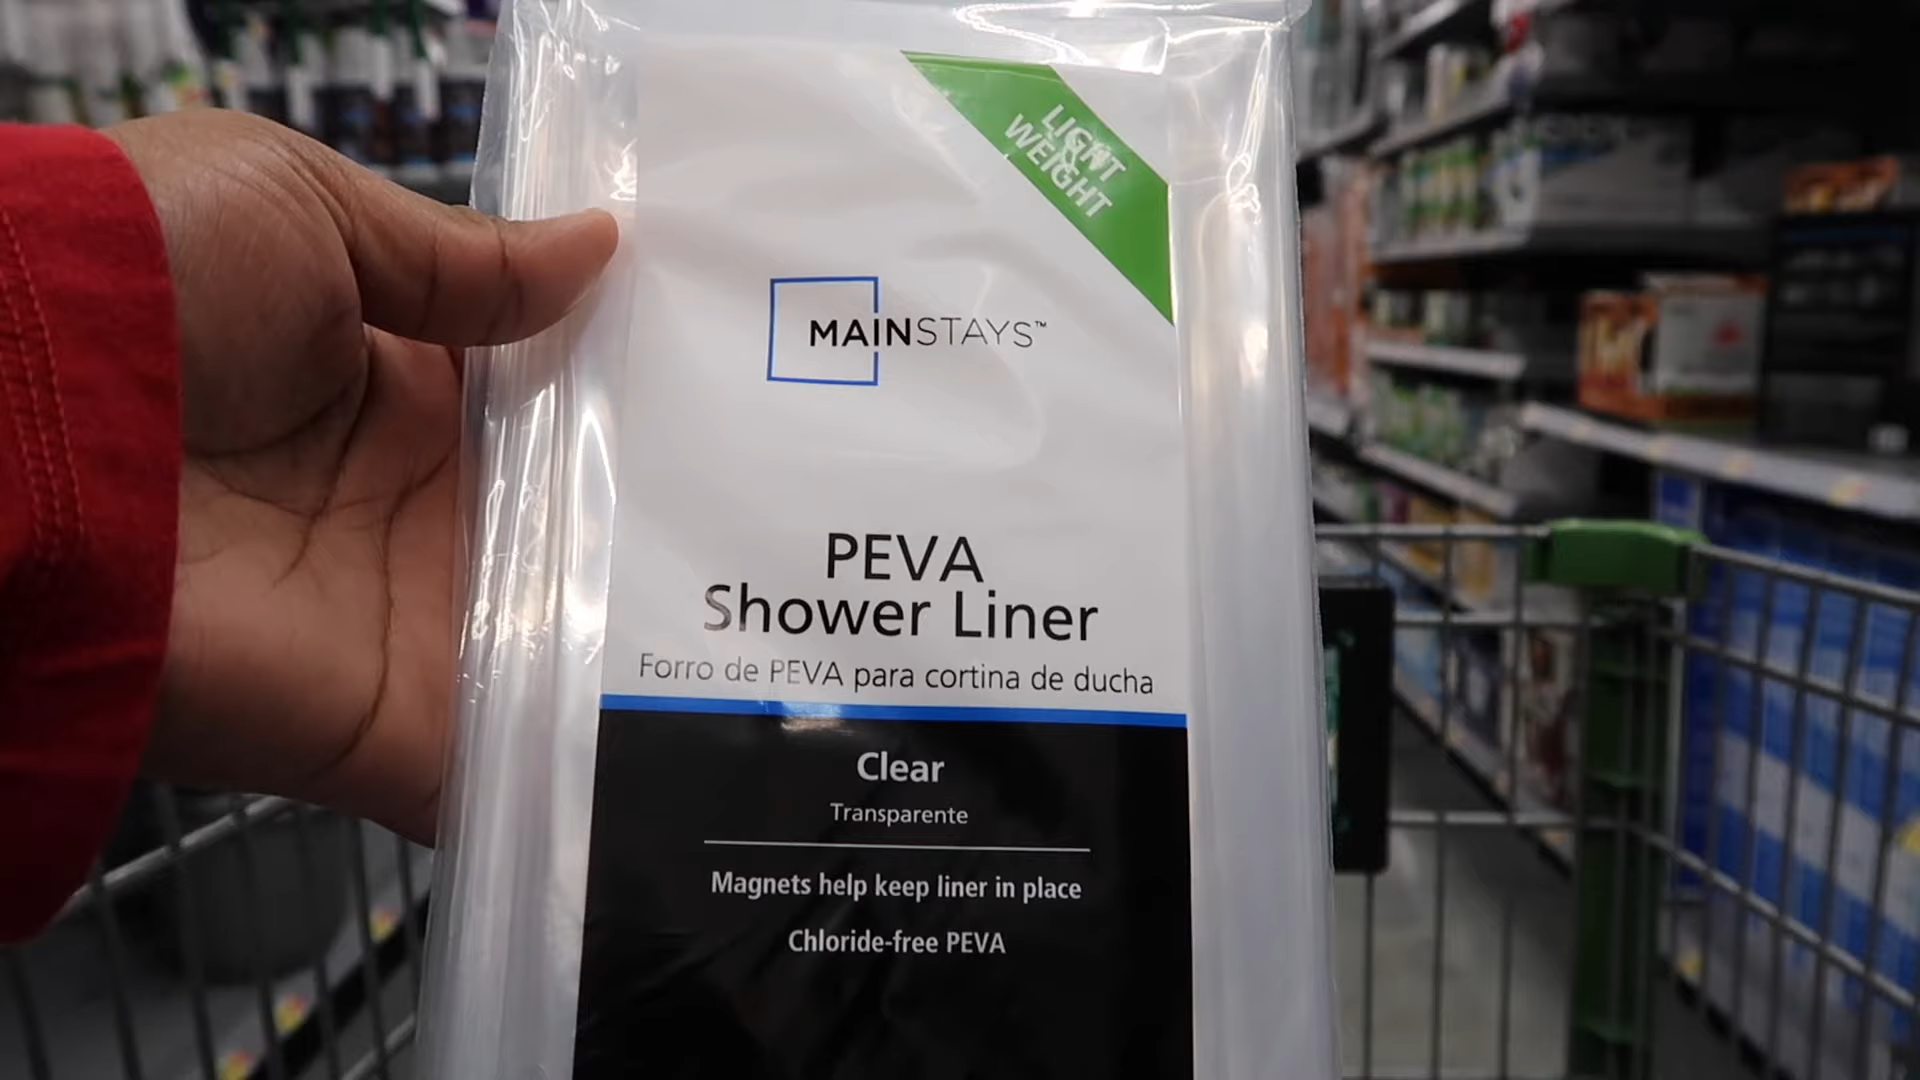 LIGHT
WEIGHT
MAINSTAYS™
PEVA
Shower Liner
Forro de PEVA para cortina de ducha
Clear
Transparente
Magnets help keep liner in place
Chloride-free PEVA